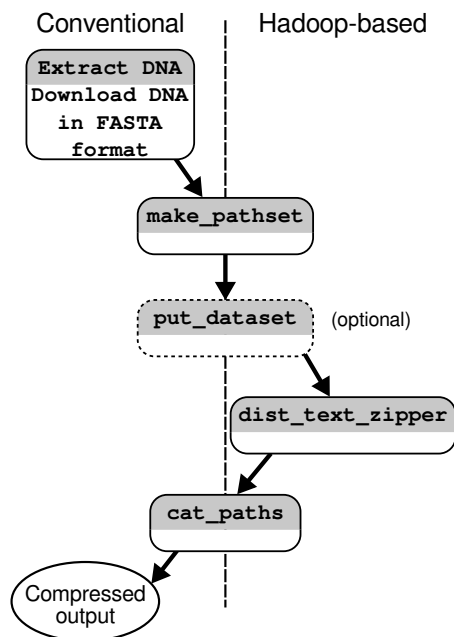 Conventional
Hadoop-based
Extract DNA
Download DNA
in FASTA
format
make_pathset
put_dataset
(optional)
dist_text_zipper
cat_paths
Compressed
output